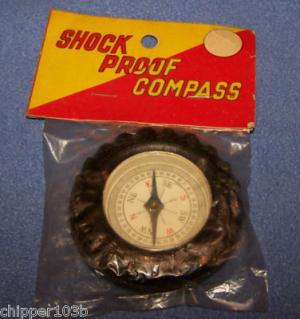 SHOCK
PROOF
COMPASS
chipper103b